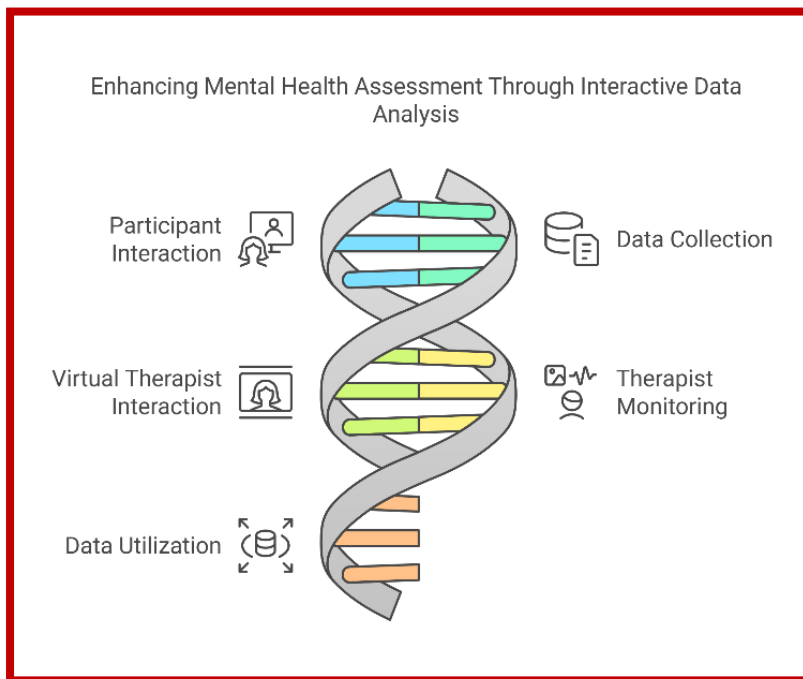 Enhancing Mental Health Assessment Through Interactive Data
Analysis
Participant
Interaction
Data Collection
Virtual Therapist
Interaction
Therapist
Monitoring
Data Utilization